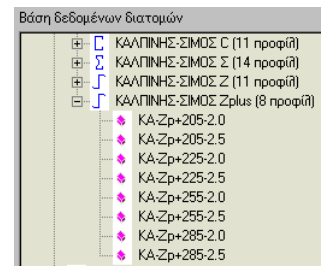 Βάση δεδομένων διατομών
ΚΑΛΠΙΝΗΣ-ΣΙΜΟΣ C (11 προφίλ)
ΚΑΛΠΙΝΗΣ-ΣΙΜΟΣ Σ (14 προφίλ)
ΚΑΛΠΙΝΗΣ-ΣΙΜΟΣ Z (11 προφίλ)
ΚΑΛΠΙΝΗΣ-ΣΙΜΟΣ Zplus (8 προφίλ)
KA-Zp+205-2.0
KA-Zp+205-2.5
KA-Zp+225-2.0
KA-Zp+225-2.5
KA-Zp+255-2.0
KA-Zp+255-2.5
KA-Zp+285-2.0
KA-Zp+285-2.5